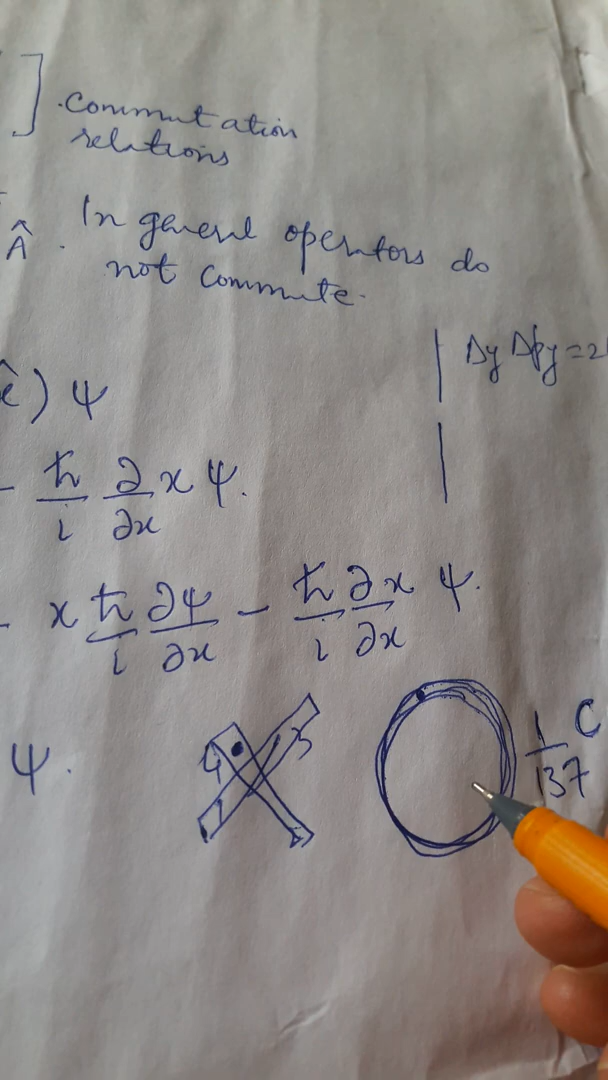 ] Commutation
relations
Â. In general operators do
not commute.
Δy Δpy = 2
) ψ
- ħ/i ∂/∂x x ψ.
- x ħ/i ∂ψ/∂x - ħ/i ∂x/∂x ψ.
ψ.
1/137 C